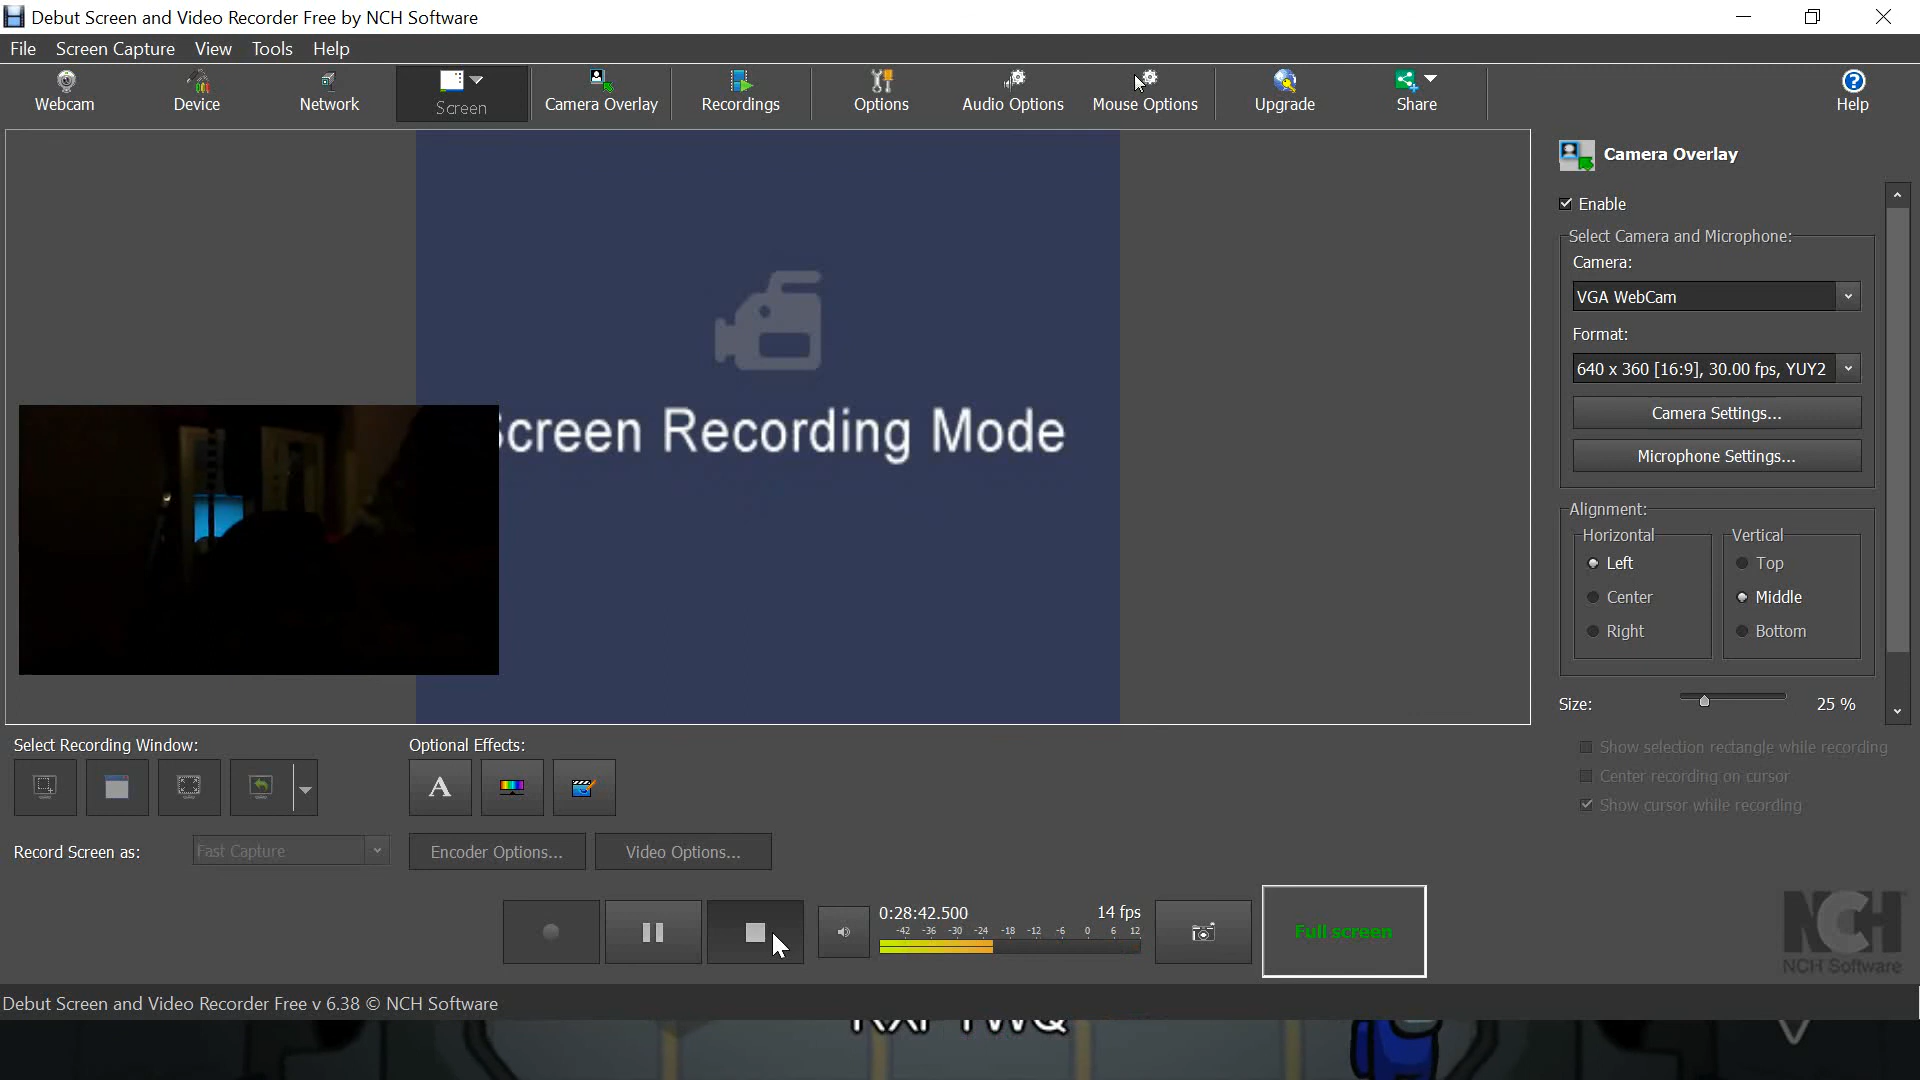 Debut Screen and Video Recorder Free by NCH Software
File Screen Capture View Tools Help
Webcam Device Network Screen Camera Overlay Recordings Options Audio Options Mouse Options Upgrade Share Help
Screen Recording Mode
Camera Overlay
Enable
Select Camera and Microphone:
Camera:
VGA WebCam
Format:
640 x 360 [16:9], 30.00 fps, YUY2
Camera Settings...
Microphone Settings...
Alignment:
Horizontal Vertical
Left Top
Center Middle
Right Bottom
Size: 25 %
Select Recording Window: Optional Effects:
A
Show selection rectangle while recording
Center recording on cursor
Show cursor while recording
Record Screen as: Fast Capture Encoder Options... Video Options...
0:28:42.500 14 fps
-42 -36 -30 -24 -18 -12 -6 0 6 12
Full screen
NCH
NCH Software
Debut Screen and Video Recorder Free v 6.38 © NCH Software